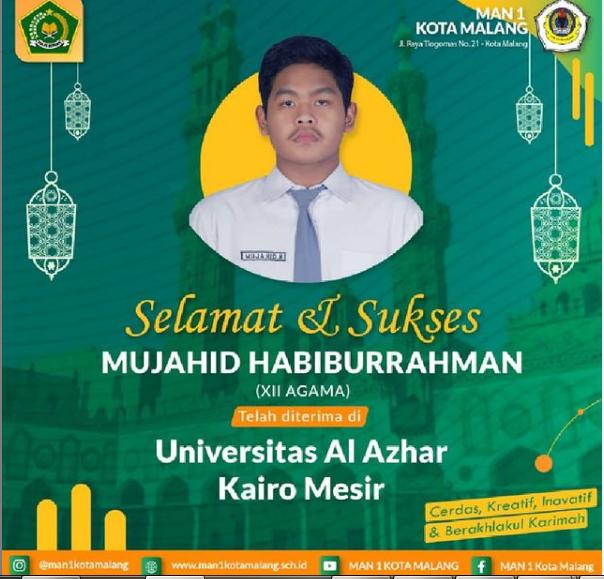 MAN 1
KOTA MALANG
Jl. Raya Tlogomas No.21 - Kota Malang
MUJAHID.H
Selamat & Sukses
MUJAHID HABIBURRAHMAN
(XII AGAMA)
Telah diterima di
Universitas Al Azhar
Kairo Mesir
Cerdas, Kreatif, Inovatif
& Berakhlakul Karimah
@man1kotamalang
www.man1kotamalang.sch.id
MAN 1 KOTA MALANG
MAN 1 Kota Malang